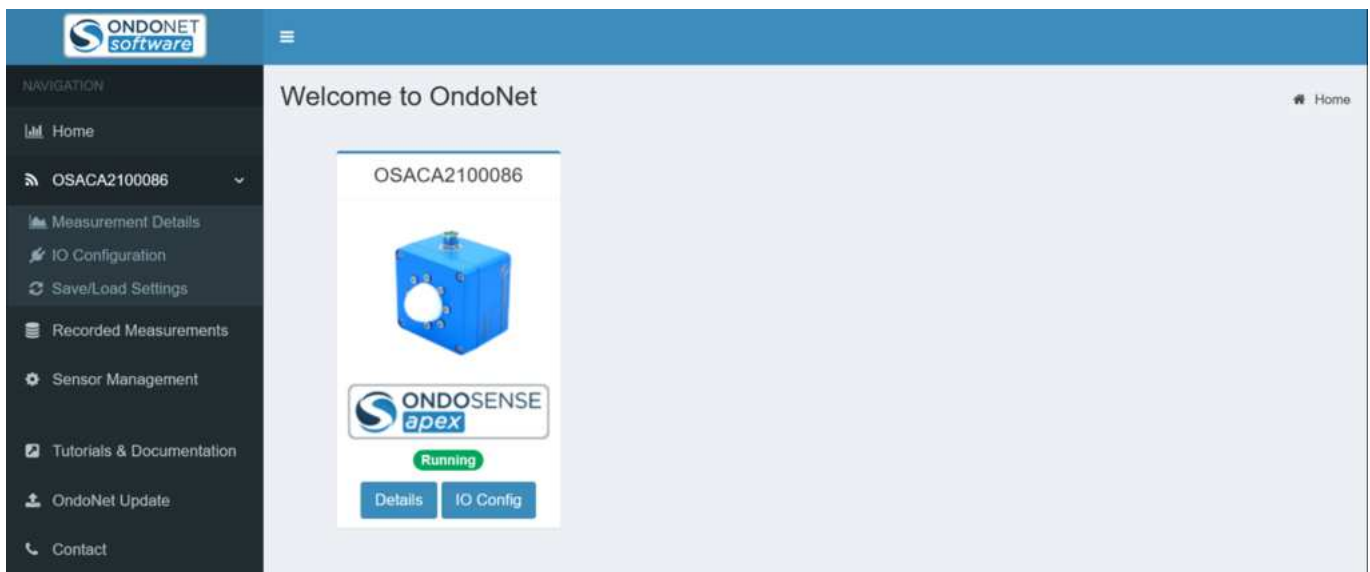 ONDONET
software
NAVIGATION
Home
OSACA2100086
Measurement Details
IO Configuration
Save/Load Settings
Recorded Measurements
Sensor Management
Tutorials & Documentation
OndoNet Update
Contact
Welcome to OndoNet
Home
OSACA2100086
ONDOSENSE
apex
Running
Details IO Config